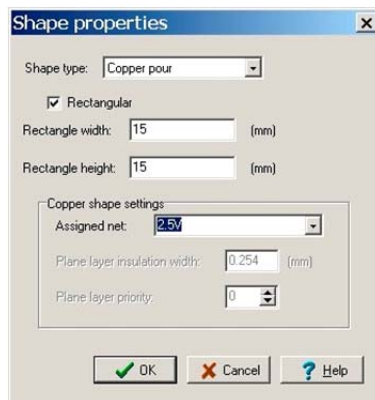 Shape properties
Shape type: Copper pour
Rectangular
Rectangle width: 15 (mm)
Rectangle height: 15 (mm)
Copper shape settings
Assigned net: 2.5V
Plane layer insulation width: 0.254 (mm)
Plane layer priority: 0
OK Cancel ? Help